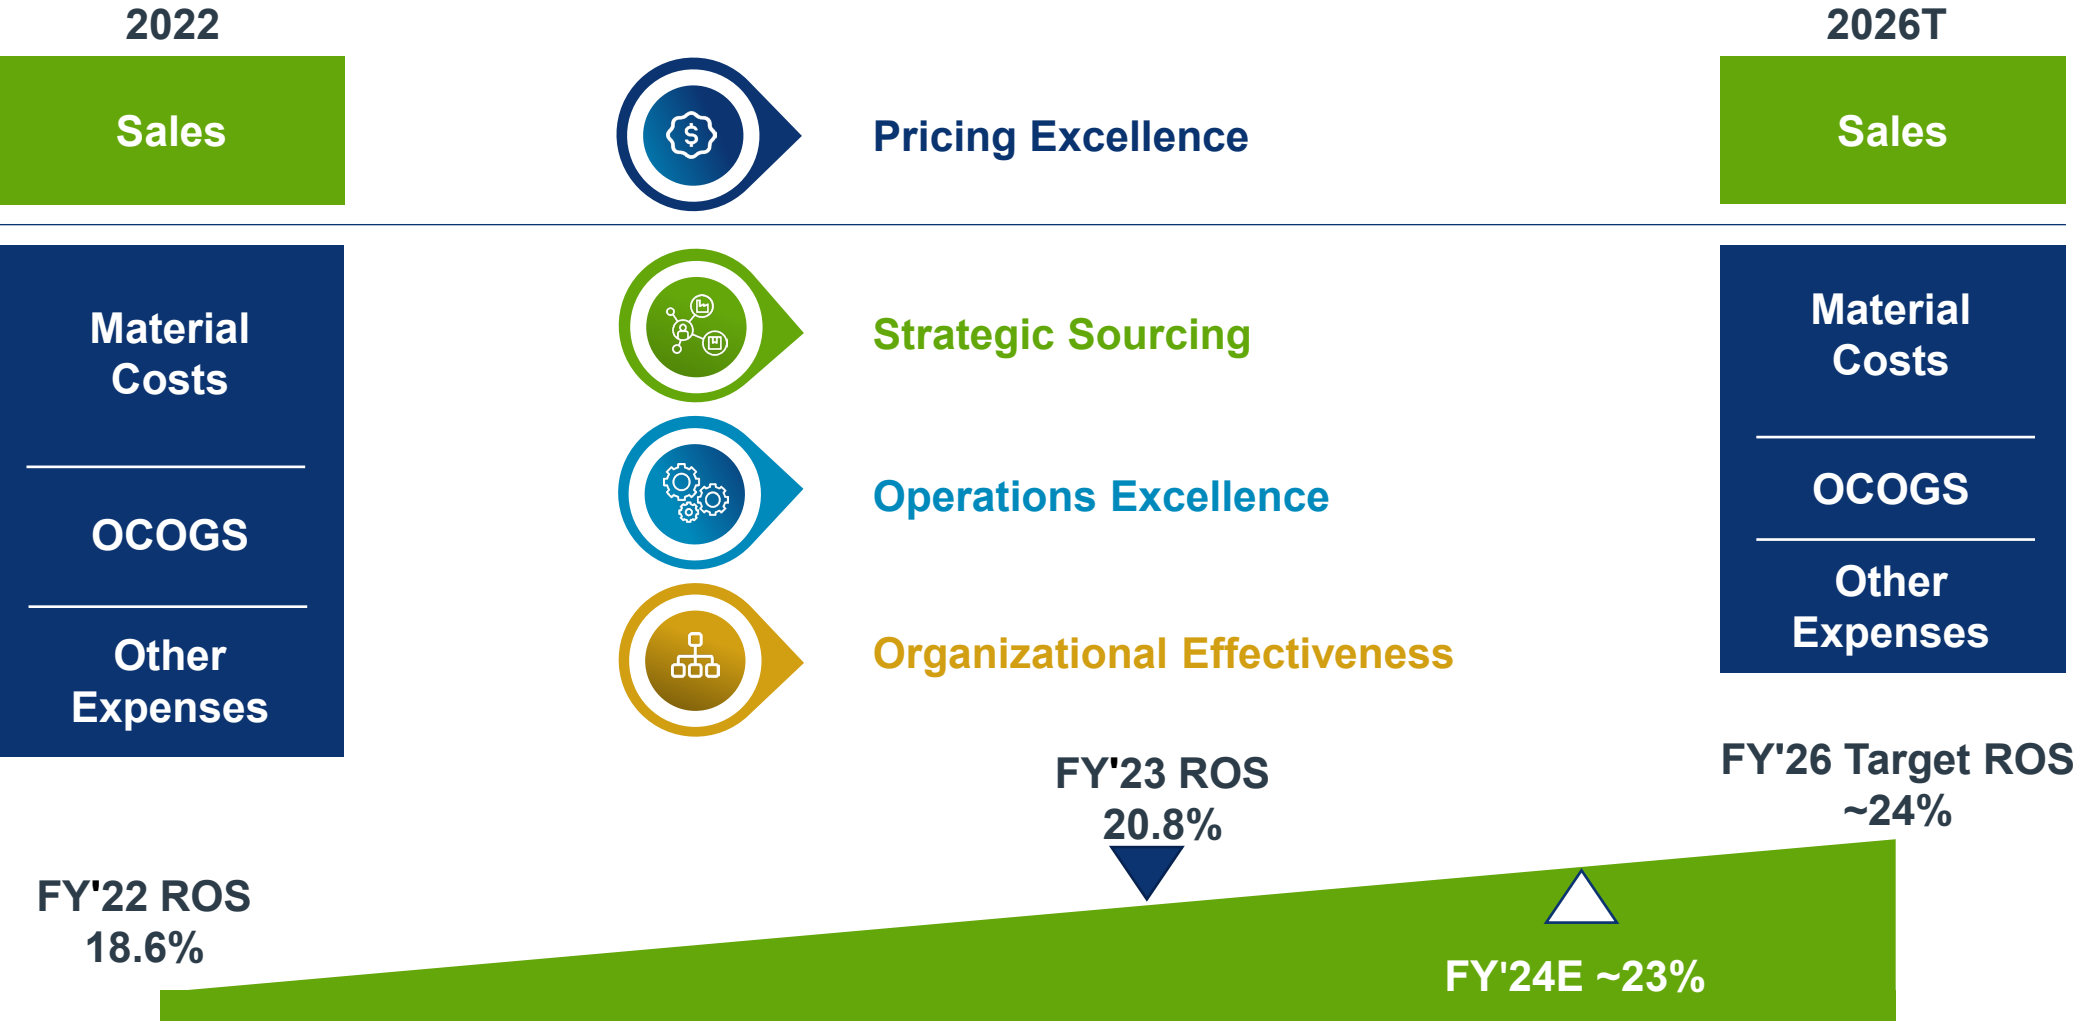 2022
2026T
Sales
$
Pricing Excellence
Sales
Material
Costs
OCOGS
Other
Expenses
Strategic Sourcing
Operations Excellence
Organizational Effectiveness
Material
Costs
OCOGS
Other
Expenses
FY'22 ROS
18.6%
FY'23 ROS
20.8%
FY'24E ~23%
FY'26 Target ROS
~24%